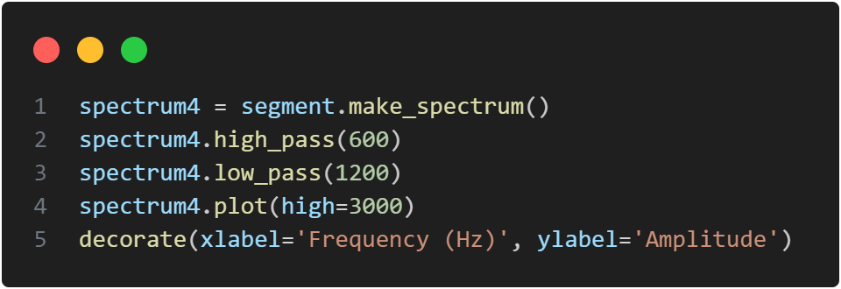 1 spectrum4 = segment.make_spectrum()
2 spectrum4.high_pass(600)
3 spectrum4.low_pass(1200)
4 spectrum4.plot(high=3000)
5 decorate(xlabel='Frequency (Hz)', ylabel='Amplitude')